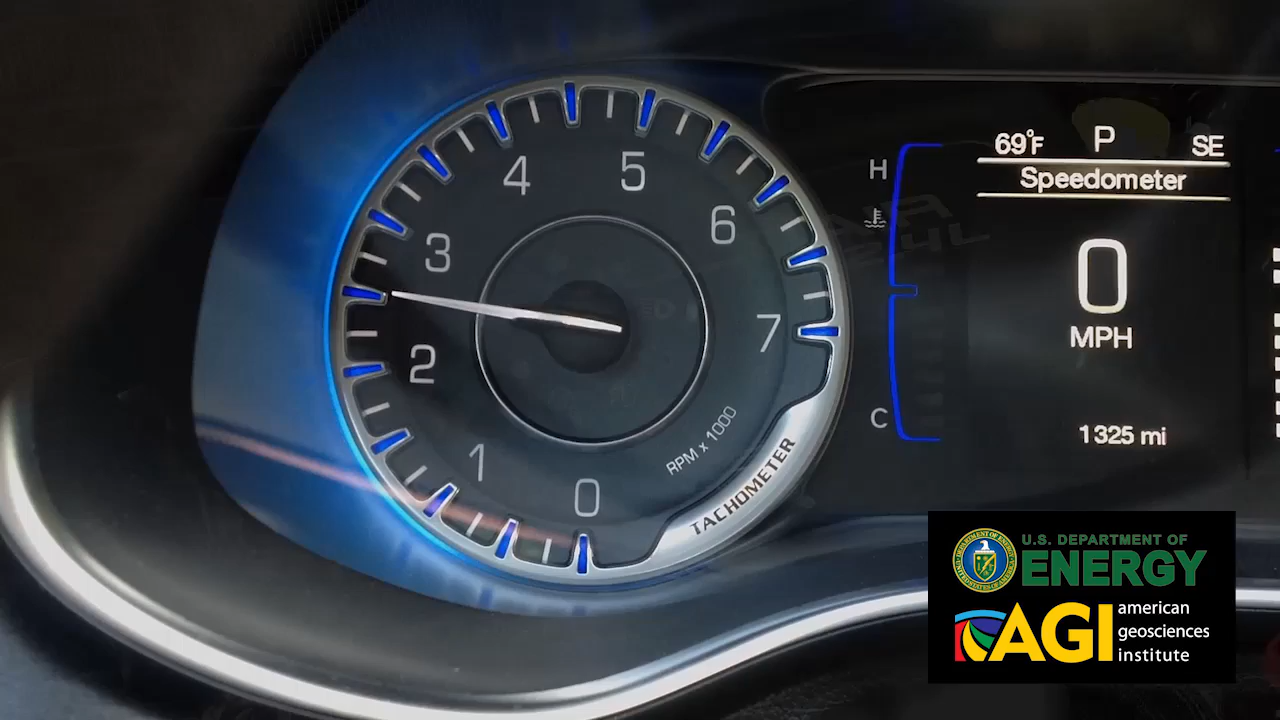 4
5
3
6
2
7
1
0
RPM x 1000
TACHOMETER
H
C
69°F P SE
Speedometer
0
MPH
1325 mi
U.S. DEPARTMENT OF
ENERGY
AGI american
geosciences
institute